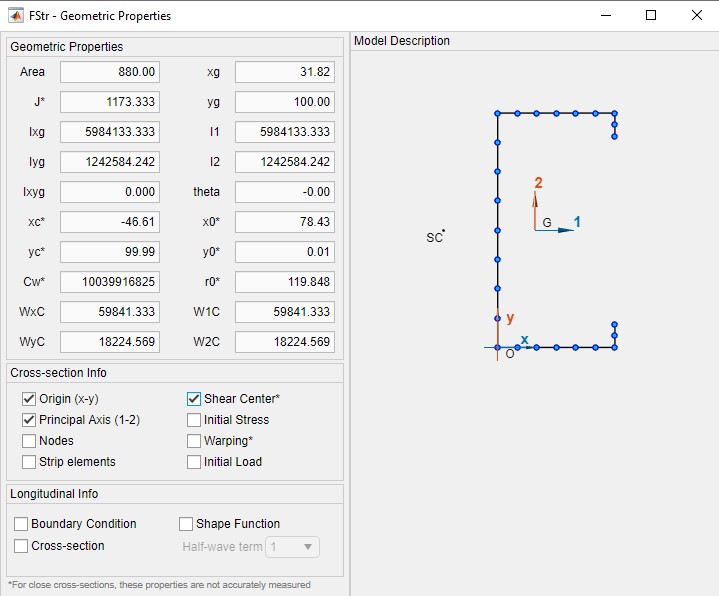 FStr - Geometric Properties
Geometric Properties
Area 880.00 xg 31.82
J* 1173.333 yg 100.00
Ixg 5984133.333 I1 5984133.333
Iyg 1242584.242 I2 1242584.242
Ixyg 0.000 theta -0.00
xc* -46.61 x0* 78.43
yc* 99.99 y0* 0.01
Cw* 10039916825 r0* 119.848
WxC 59841.333 W1C 59841.333
WyC 18224.569 W2C 18224.569
Cross-section Info
Origin (x-y) Shear Center*
Principal Axis (1-2) Initial Stress
Nodes Warping*
Strip elements Initial Load
Longitudinal Info
Boundary Condition Shape Function
Cross-section Half-wave term 1
*For close cross-sections, these properties are not accurately measured
Model Description
2
G 1
SC
y
x
O